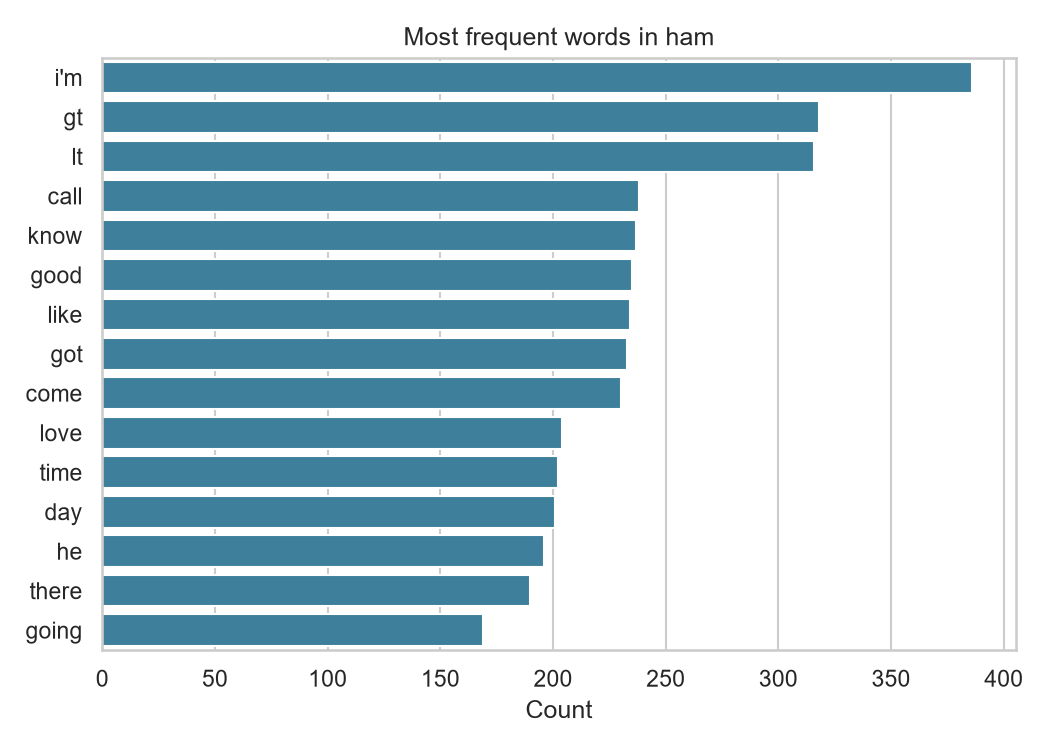 Most frequent words in ham
i'm
gt
lt
call
know
good
like
got
come
love
time
day
he
there
going
0 50 100 150 200 250 300 350 400
Count